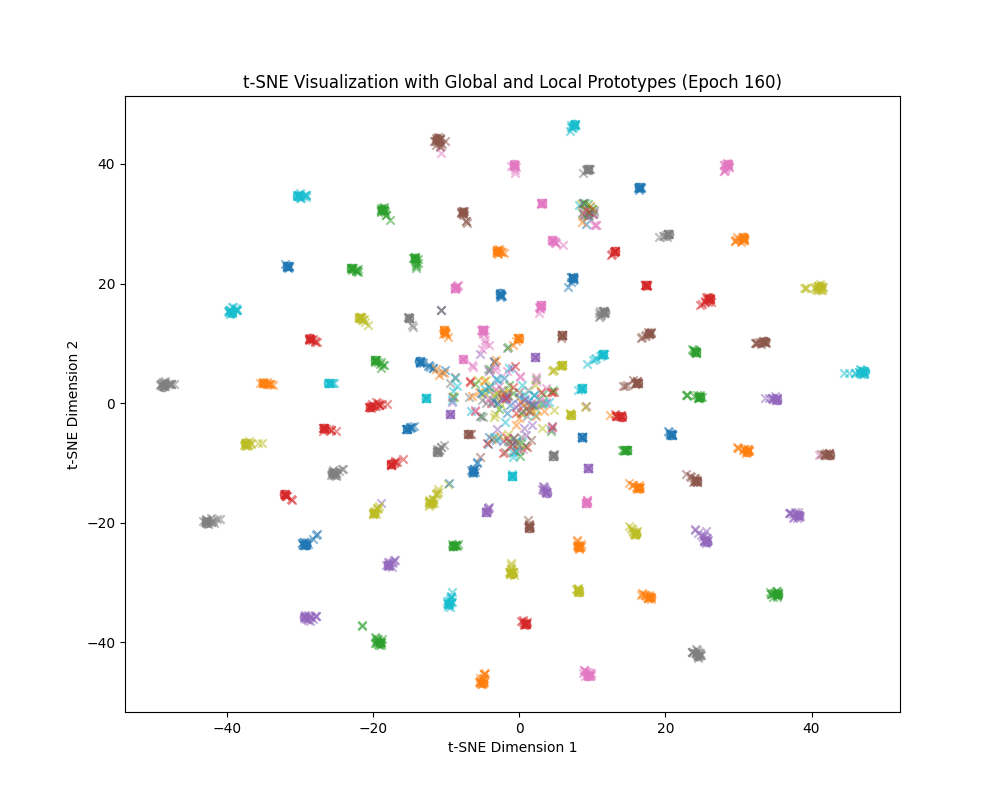 t-SNE Visualization with Global and Local Prototypes (Epoch 160)
40
20
0
−20
−40
t-SNE Dimension 2
−40 −20 0 20 40
t-SNE Dimension 1